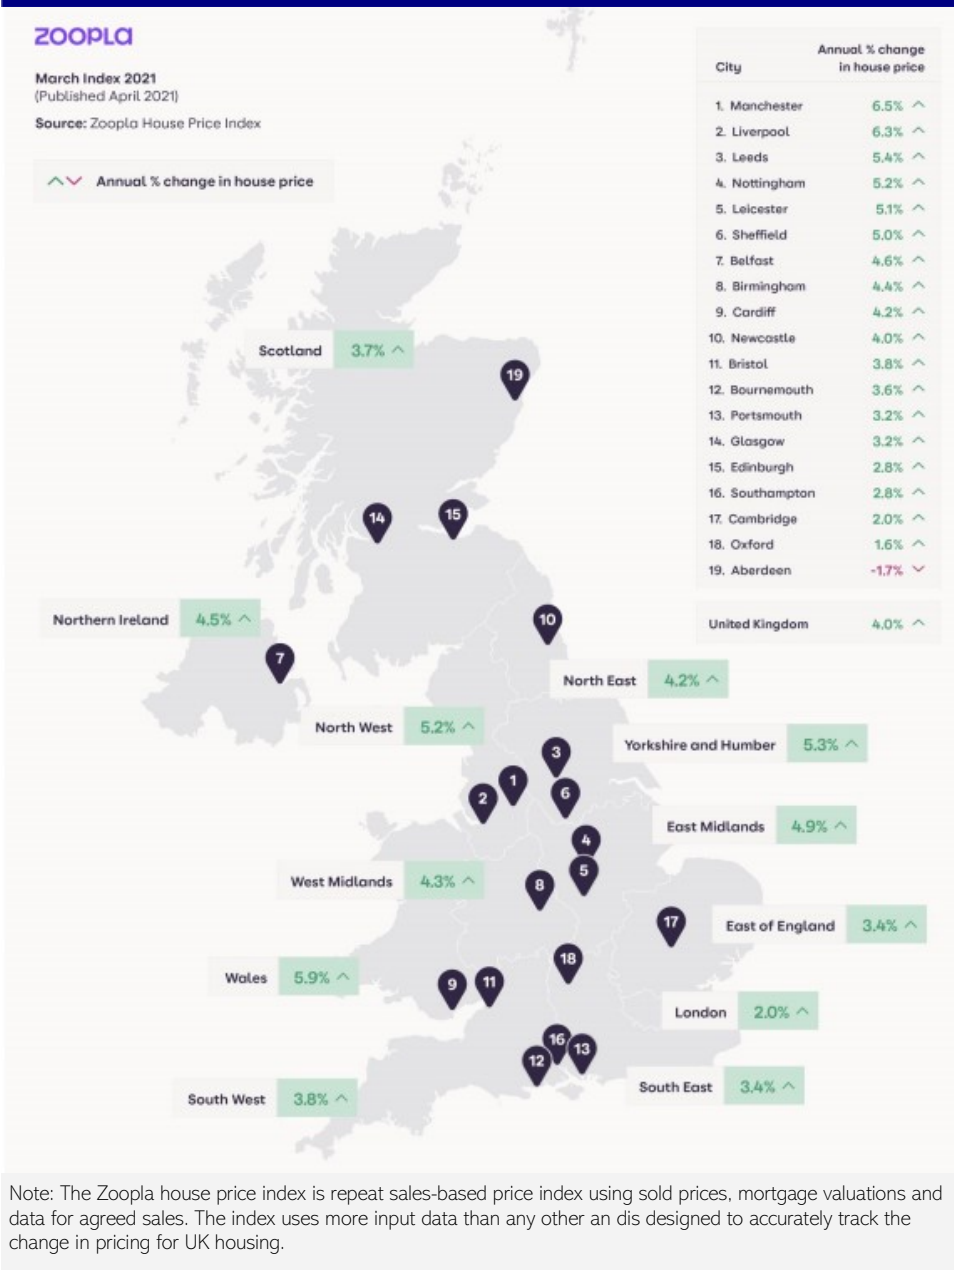 ZOOPLA
March Index 2021
(Published April 2021)
Source: Zoopla House Price Index
Annual % change in house price
City
Annual % change
in house price
1. Manchester 6.5%
2. Liverpool 6.3%
3. Leeds 5.4%
4. Nottingham 5.2%
5. Leicester 5.1%
6. Sheffield 5.0%
7. Belfast 4.6%
8. Birmingham 4.4%
9. Cardiff 4.2%
10. Newcastle 4.0%
11. Bristol 3.8%
12. Bournemouth 3.6%
13. Portsmouth 3.2%
14. Glasgow 3.2%
15. Edinburgh 2.8%
16. Southampton 2.8%
17. Cambridge 2.0%
18. Oxford 1.6%
19. Aberdeen -1.7%
United Kingdom 4.0%
Scotland 3.7%
19
14
15
Northern Ireland 4.5%
10
7
North East 4.2%
North West 5.2%
Yorkshire and Humber 5.3%
3
1
2
6
East Midlands 4.9%
4
5
West Midlands 4.3%
8
17
East of England 3.4%
18
Wales 5.9%
9
11
London 2.0%
16
13
12
South East 3.4%
South West 3.8%
Note: The Zoopla house price index is repeat sales-based price index using sold prices, mortgage valuations and
data for agreed sales. The index uses more input data than any other an dis designed to accurately track the
change in pricing for UK housing.